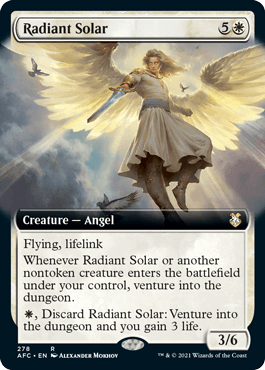 Radiant Solar 5
Creature — Angel
Flying, lifelink
Whenever Radiant Solar or another
nontoken creature enters the battlefield
under your control, venture into the
dungeon.
, Discard Radiant Solar: Venture into
the dungeon and you gain 3 life.
3/6
278 R
AFC • EN Alexander Mokhov ™ & © 2021 Wizards of the Coast